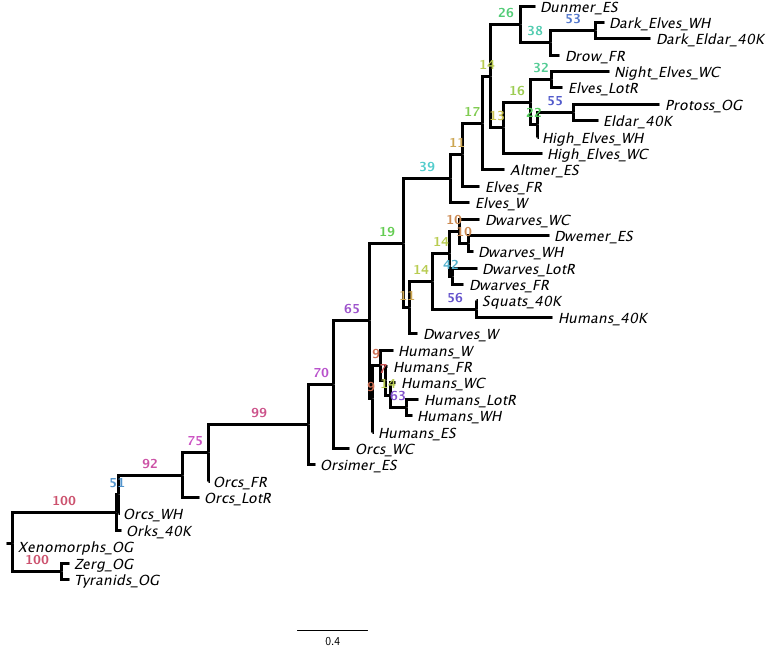 Dunmer_ES
26
53
Dark_Elves_WH
38
Dark_Eldar_40K
Drow_FR
14
32
Night_Elves_WC
Elves_LotR
16
55
Protoss_OG
17
13
22
Eldar_40K
High_Elves_WH
11
High_Elves_WC
39
Altmer_ES
Elves_FR
Elves_W
10
Dwarves_WC
19
10
Dwemer_ES
14
Dwarves_WH
14
42
Dwarves_LotR
Dwarves_FR
11
56
Squats_40K
65
Humans_40K
Dwarves_W
9
Humans_W
7
Humans_FR
70
9
14
Humans_WC
63
Humans_LotR
99
Humans_WH
Humans_ES
75
Orcs_WC
92
Orsimer_ES
51
Orcs_FR
100
Orcs_LotR
Orcs_WH
Orks_40K
Xenomorphs_OG
100
Zerg_OG
Tyranids_OG
0.4